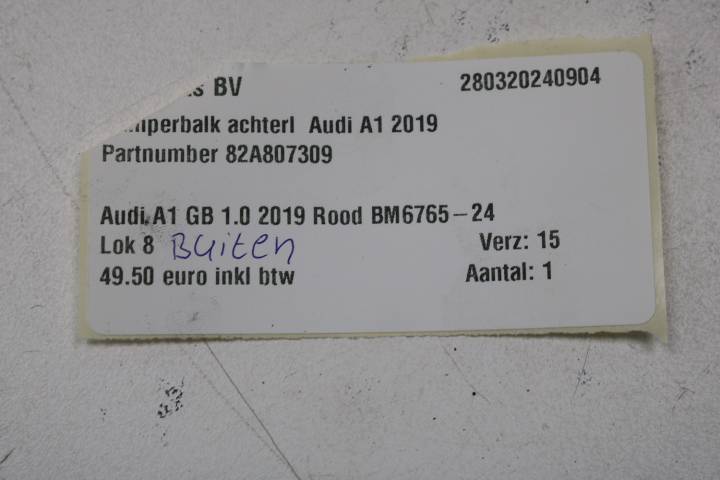 BV 280320240904
achterl Audi A1 2019
Partnumber 82A807309
Audi A1 GB 1.0 2019 Rood BM6765-24
Lok 8 Buiten Verz: 15
49.50 euro inkl btw Aantal: 1